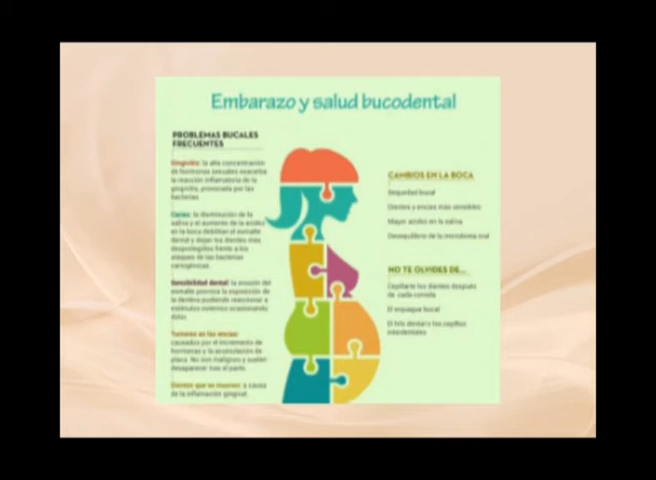 Embarazo y salud bucodental
PROBLEMAS BUCALES
FRECUENTES
Gingivitis: la alta concentración
de hormonas sexuales exacerba
la reacción inflamatoria de la
gingivitis, provocada por las
bacterias.
Caries: la disminución de la
saliva y el aumento de la acidez
en la boca debilitan el esmalte
dental y dejan los dientes más
desprotegidos frente a los
ataques de las bacterias
cariogénicas.
Sensibilidad dental: la erosión del
esmalte provoca la exposición de
la dentina pudiendo reaccionar a
estímulos externos ocasionando
dolor.
Tumores en las encías:
causados por el incremento de
hormonas y la acumulación de
placa. No son malignos y suelen
desaparecer tras el parto.
Dientes que se mueven: a causa
de la inflamación gingival.
CAMBIOS EN LA BOCA
Sequedad bucal
Dientes y encías más sensibles
Mayor acidez en la saliva
Desequilibrio de la microbiota oral
NO TE OLVIDES DE...
Cepillarte los dientes después
de cada comida
El enjuague bucal
El hilo dental o los cepillos
interdentales